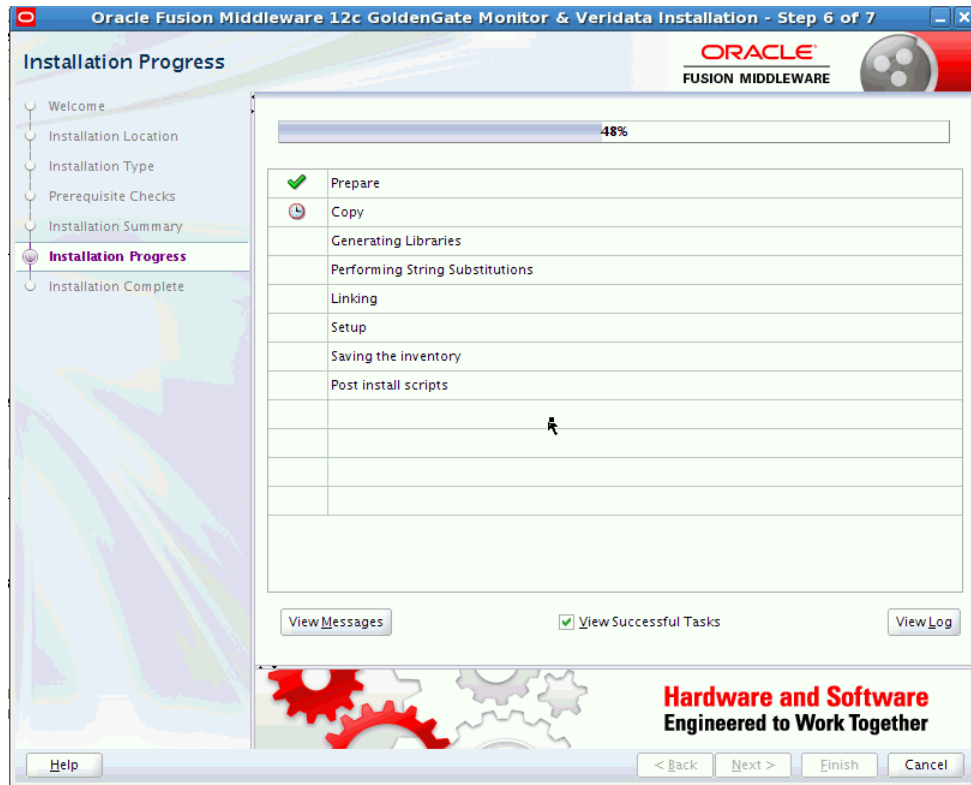 Oracle Fusion Middleware 12c GoldenGate Monitor & Veridata Installation - Step 6 of 7
Installation Progress
ORACLE
FUSION MIDDLEWARE
Welcome
Installation Location
Installation Type
Prerequisite Checks
Installation Summary
Installation Progress
Installation Complete
48%
Prepare
Copy
Generating Libraries
Performing String Substitutions
Linking
Setup
Saving the inventory
Post install scripts
View Messages
View Successful Tasks
View Log
Hardware and Software
Engineered to Work Together
Help
< Back
Next >
Finish
Cancel